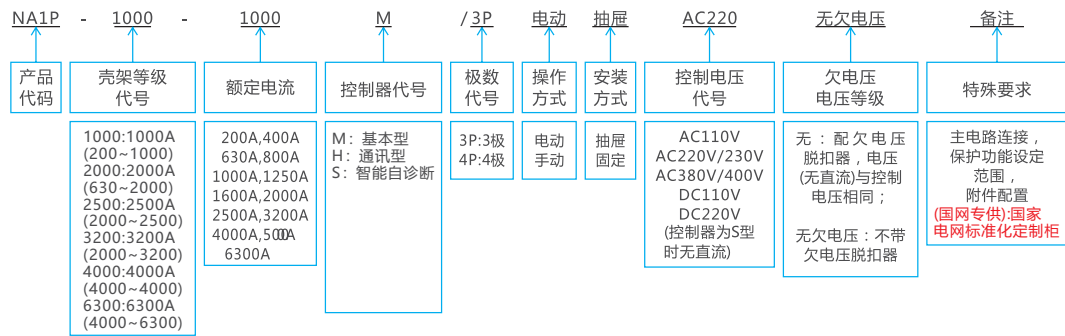 NA1P - 1000 - 1000 M /3P 电动 抽屉 AC220 无欠电压 备注
产品
代码
壳架等级
代号
额定电流
控制器代号
极数
代号
操作
方式
安装
方式
控制电压
代号
欠电压
电压等级
特殊要求
1000:1000A
(200~1000)
2000:2000A
(630~2000)
2500:2500A
(2000~2500)
3200:3200A
(2000~3200)
4000:4000A
(4000~4000)
6300:6300A
(4000~6300)
200A,400A
630A,800A
1000A,1250A
1600A,2000A
2500A,3200A
4000A,5000A
6300A
M：基本型
H：通讯型
S：智能自诊断
3P:3极
4P:4极
电动
手动
抽屉
固定
AC110V
AC220V/230V
AC380V/400V
DC110V
DC220V
(控制器为S型
时无直流)
无：配欠电压
脱扣器，电压
(无直流)与控制
电压相同；
无欠电压：不带
欠电压脱扣器
主电路连接，
保护功能设定
范围，
附件配置
(国网专供):国家
电网标准化定制柜